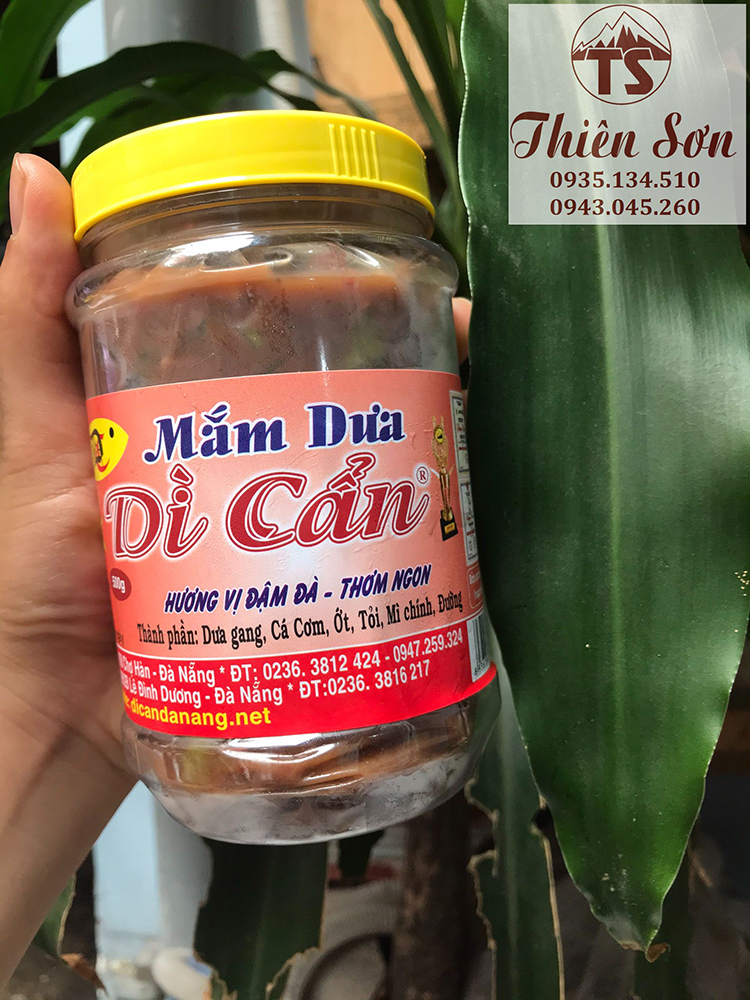 TS
Thiên Sơn
0935.134.510
0943.045.260
Mắm Dưa
Dì Cẩn®
500g
HƯƠNG VỊ ĐẬM ĐÀ - THƠM NGON
Thành phần: Dưa gang, Cá Cơm, Ớt, Tỏi, Mì chính, Đường
Chợ Hàn - Đà Nẵng * ĐT: 0236. 3812 424 - 0947.259.324
Lê Đình Dương - Đà Nẵng * ĐT:0236. 3816 217
dicandanang.net